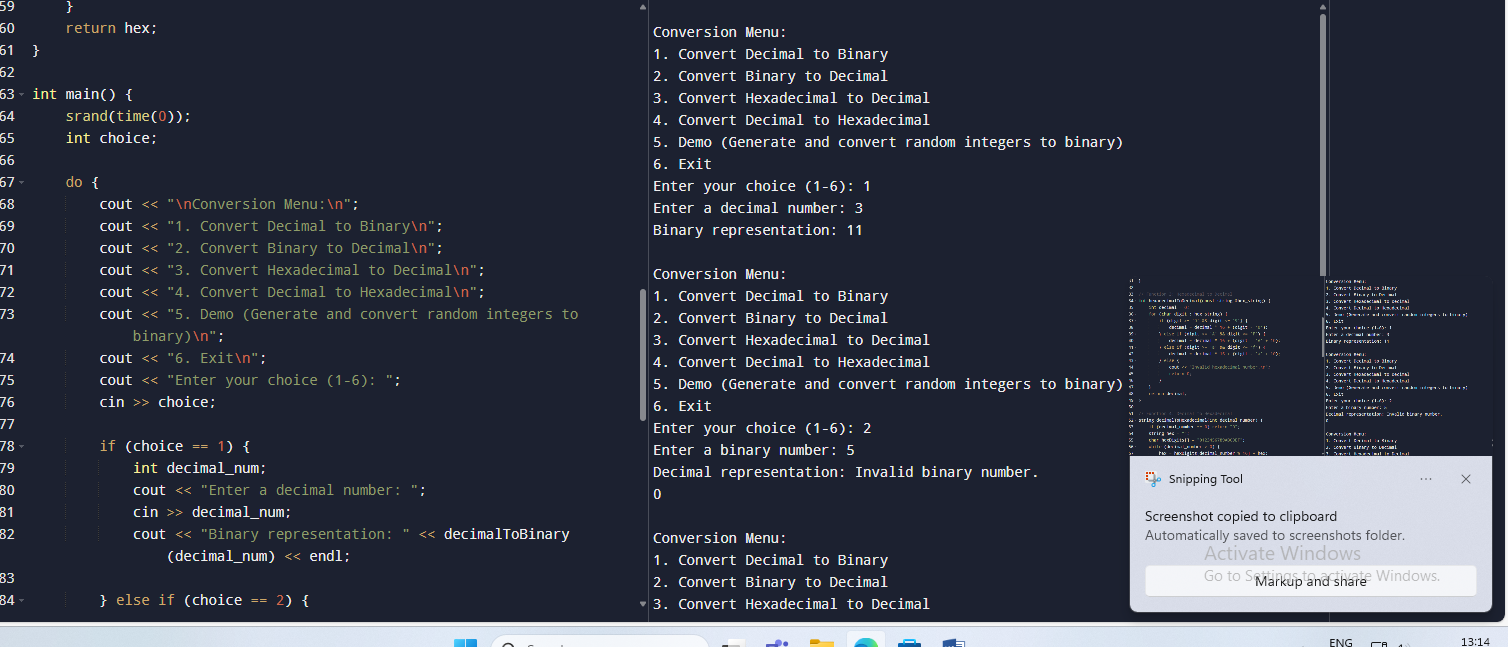 59 }
60 return hex;
61 }
62
63 int main() {
64 srand(time(0));
65 int choice;
66
67 do {
68 cout << "\nConversion Menu:\n";
69 cout << "1. Convert Decimal to Binary\n";
70 cout << "2. Convert Binary to Decimal\n";
71 cout << "3. Convert Hexadecimal to Decimal\n";
72 cout << "4. Convert Decimal to Hexadecimal\n";
73 cout << "5. Demo (Generate and convert random integers to
binary)\n";
74 cout << "6. Exit\n";
75 cout << "Enter your choice (1-6): ";
76 cin >> choice;
77
78 if (choice == 1) {
79 int decimal_num;
80 cout << "Enter a decimal number: ";
81 cin >> decimal_num;
82 cout << "Binary representation: " << decimalToBinary
(decimal_num) << endl;
83
84 } else if (choice == 2) {
Conversion Menu:
1. Convert Decimal to Binary
2. Convert Binary to Decimal
3. Convert Hexadecimal to Decimal
4. Convert Decimal to Hexadecimal
5. Demo (Generate and convert random integers to binary)
6. Exit
Enter your choice (1-6): 1
Enter a decimal number: 3
Binary representation: 11
Conversion Menu:
1. Convert Decimal to Binary
2. Convert Binary to Decimal
3. Convert Hexadecimal to Decimal
4. Convert Decimal to Hexadecimal
5. Demo (Generate and convert random integers to binary)
6. Exit
Enter your choice (1-6): 2
Enter a binary number: 5
Decimal representation: Invalid binary number.
0
Conversion Menu:
1. Convert Decimal to Binary
2. Convert Binary to Decimal
3. Convert Hexadecimal to Decimal
Snipping Tool
Screenshot copied to clipboard
Automatically saved to screenshots folder.
Activate Windows
Go to Settings to activate Windows.
Markup and share
ENG
13:14